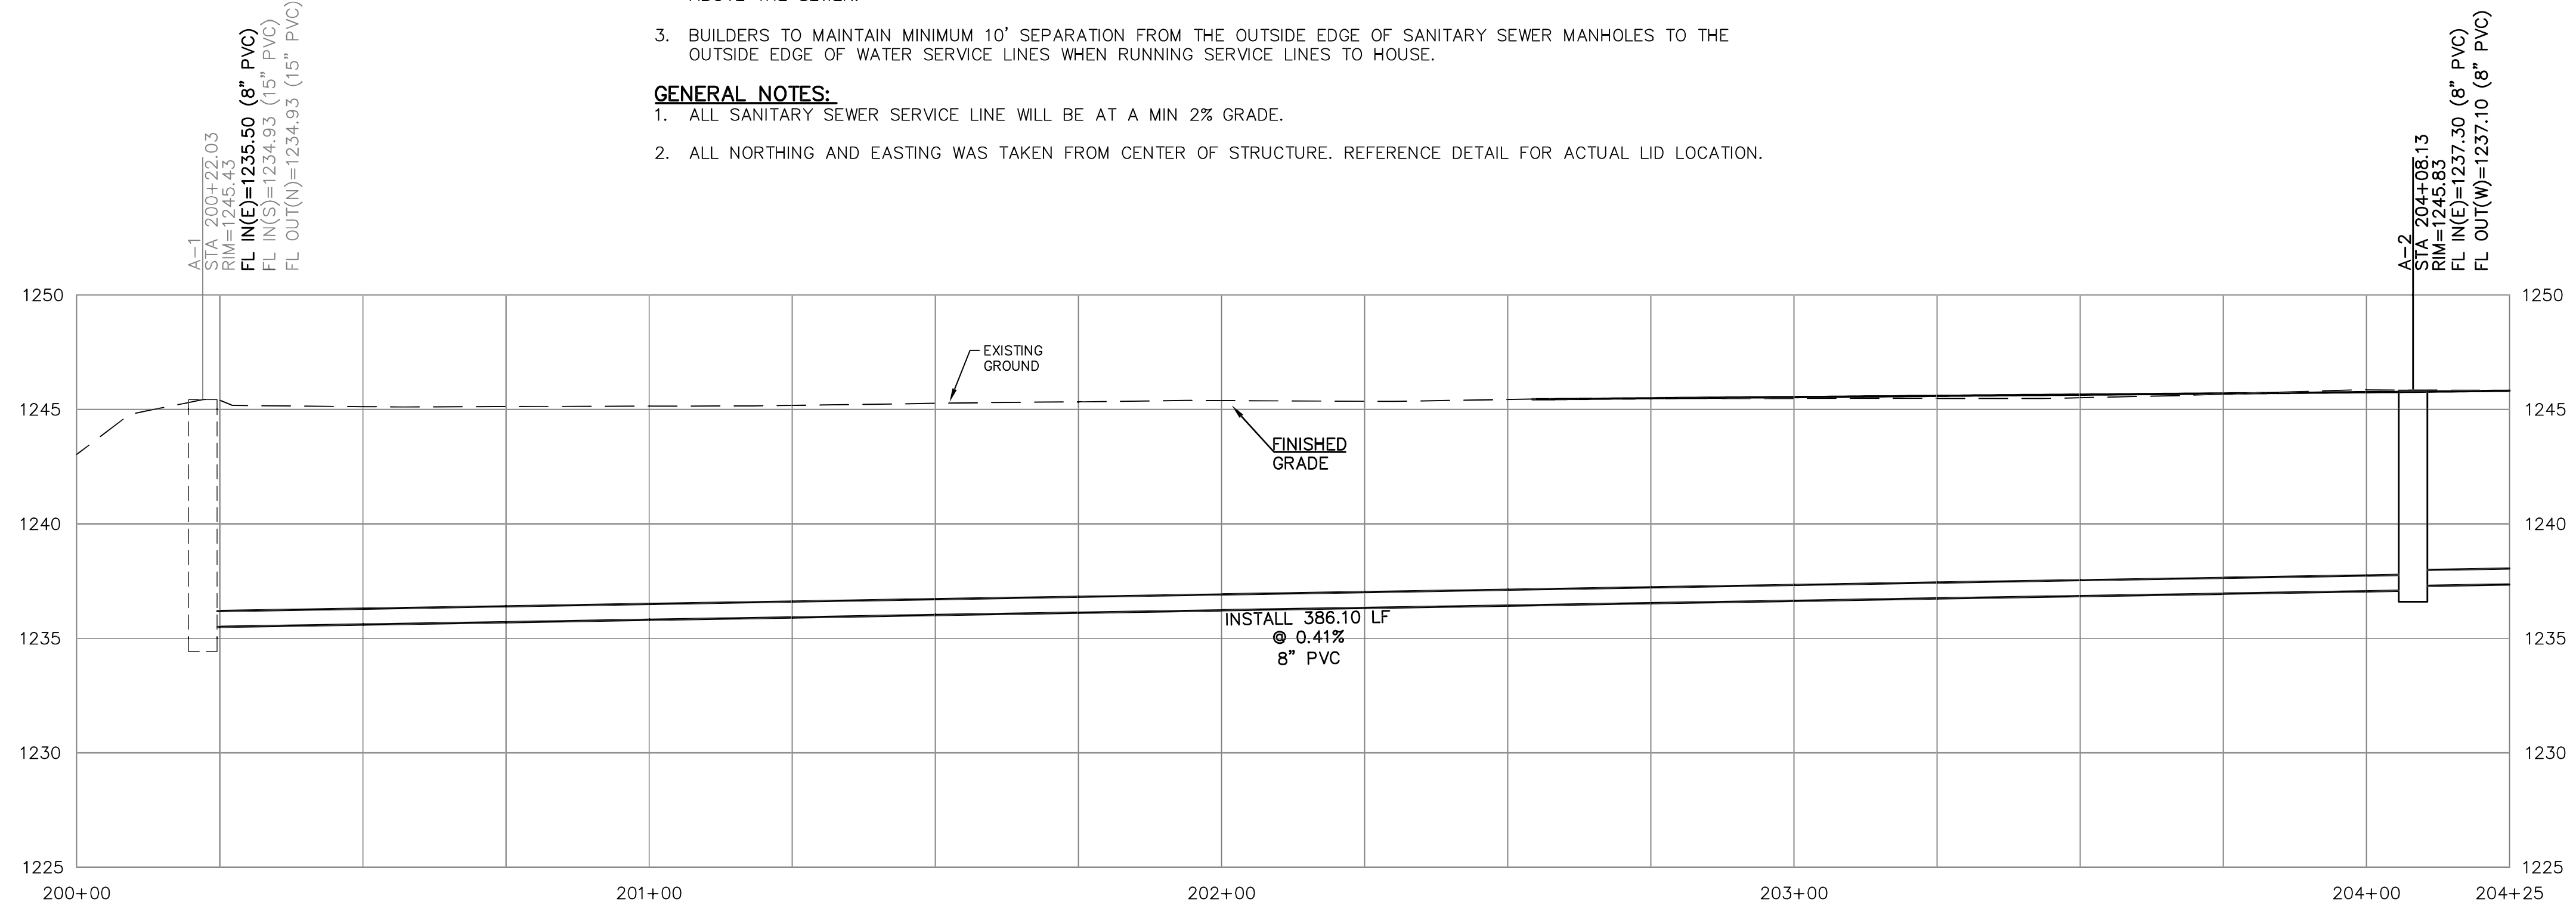 ABOVE THE SEWER.
3. BUILDERS TO MAINTAIN MINIMUM 10' SEPARATION FROM THE OUTSIDE EDGE OF SANITARY SEWER MANHOLES TO THE
OUTSIDE EDGE OF WATER SERVICE LINES WHEN RUNNING SERVICE LINES TO HOUSE.
GENERAL NOTES:
1. ALL SANITARY SEWER SERVICE LINE WILL BE AT A MIN 2% GRADE.
2. ALL NORTHING AND EASTING WAS TAKEN FROM CENTER OF STRUCTURE. REFERENCE DETAIL FOR ACTUAL LID LOCATION.
A-1
STA 200+22.03
RIM=1245.43
FL IN(E)=1235.50 (8" PVC)
FL IN(S)=1234.93 (15" PVC)
FL OUT(N)=1234.93 (15" PVC)
A-2
STA 204+08.13
RIM=1245.83
FL IN(E)=1237.30 (8" PVC)
FL OUT(W)=1237.10 (8" PVC)
1250
1250
EXISTING
GROUND
1245
1245
FINISHED
GRADE
1240
1240
INSTALL 386.10 LF
@ 0.41%
8" PVC
1235
1235
1230
1230
1225
1225
200+00
201+00
202+00
203+00
204+00
204+25